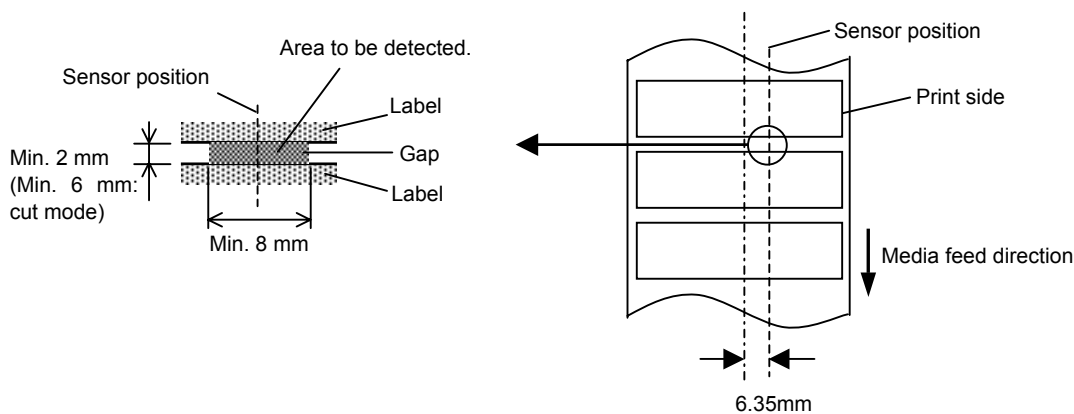 Area to be detected.
Sensor position
Label
Min. 2 mm
(Min. 6 mm:
cut mode)
Gap
Label
Min. 8 mm
Sensor position
Print side
Media feed direction
6.35mm